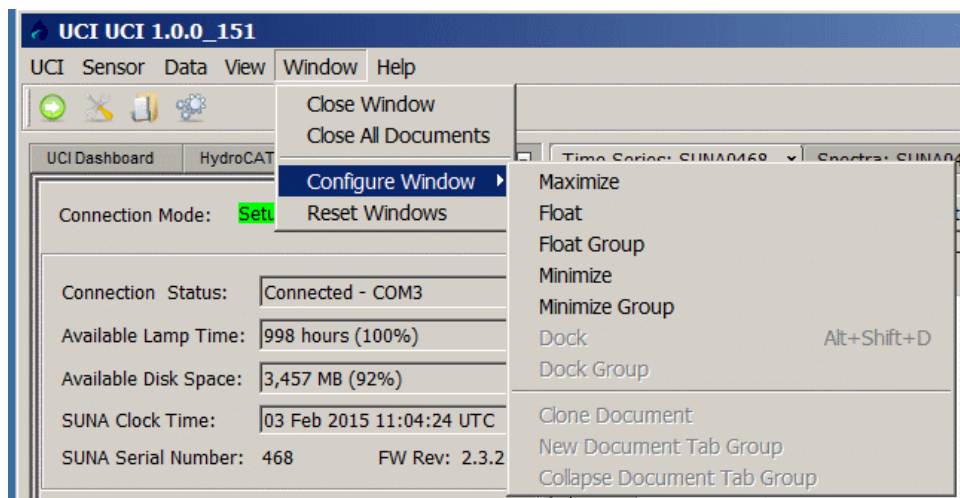 UCI UCI 1.0.0_151
UCI Sensor Data View Window Help
Close Window
Close All Documents
Configure Window
Reset Windows
UCI Dashboard HydroCAT
Time Series: SUNA0468 Spectra:
Maximize
Float
Float Group
Minimize
Minimize Group
Dock Alt+Shift+D
Dock Group
Clone Document
New Document Tab Group
Collapse Document Tab Group
Connection Mode:
Connection Status: Connected - COM3
Available Lamp Time: 998 hours (100%)
Available Disk Space: 3,457 MB (92%)
SUNA Clock Time: 03 Feb 2015 11:04:24 UTC
SUNA Serial Number: 468 FW Rev: 2.3.2